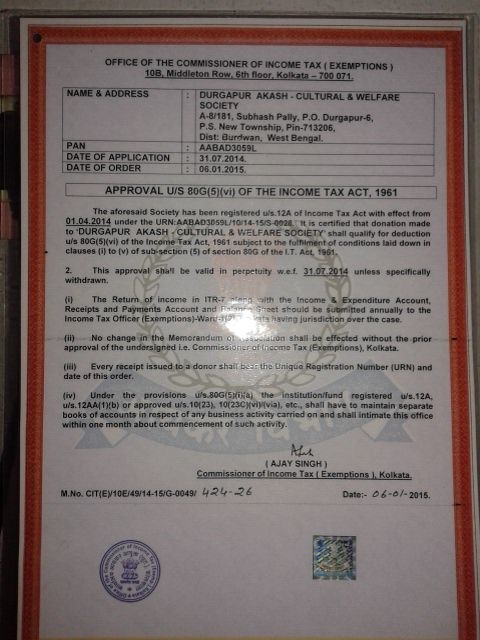 OFFICE OF THE COMMISSIONER OF INCOME TAX ( EXEMPTIONS )
10B, Middleton Row, 6th floor, Kolkata – 700 071.
NAME & ADDRESS : DURGAPUR AKASH - CULTURAL & WELFARE
SOCIETY
A-8/181, Subhash Pally, P.O. Durgapur-6,
P.S. New Township, Pin-713206,
Dist: Burdwan, West Bengal.
PAN : AABAD3059L
DATE OF APPLICATION : 31.07.2014.
DATE OF ORDER : 06.01.2015.
APPROVAL U/S 80G(5)(vi) OF THE INCOME TAX ACT, 1961
The aforesaid Society has been registered u/s.12A of Income Tax Act with effect from
01.04.2014 under the URN:AABAD3059L/10/14-15/S-0028. It is certified that donation made
to 'DURGAPUR AKASH - CULTURAL & WELFARE SOCIETY' shall qualify for deduction
u/s 80G(5)(vi) of the Income Tax Act, 1961 subject to the fulfilment of conditions laid down in
clauses (i) to (v) of sub-section (5) of section 80G of the I.T. Act, 1961.
2. This approval shall be valid in perpetuity w.e.f. 31.07.2014 unless specifically
withdrawn.
(i) The Return of income in ITR-7 along with the Income & Expenditure Account,
Receipts and Payments Account and Balance Sheet should be submitted annually to the
Income Tax Officer (Exemptions)- having jurisdiction over the case.
(ii) No change in the Memorandum of Association shall be effected without the prior
approval of the undersigned i.e. Commissioner of Income Tax (Exemptions), Kolkata.
(iii) Every receipt issued to a donor shall bear the Unique Registration Number (URN) and
date of this order.
(iv) Under the provisions u/s.80G(5)(i)(a), the institution/fund registered u/s.12A,
u/s.12AA(1)(b) or approved u/s.10(23), 10(23C)(vi)/(via), etc., shall have to maintain separate
books of accounts in respect of any business activity carried on and shall intimate this office
within one month about commencement of such activity.
( AJAY SINGH )
Commissioner of Income Tax ( Exemptions ), Kolkata.
M.No. CIT(E)/10E/49/14-15/G-0049/ 424-26 Date:- 06-01- 2015.